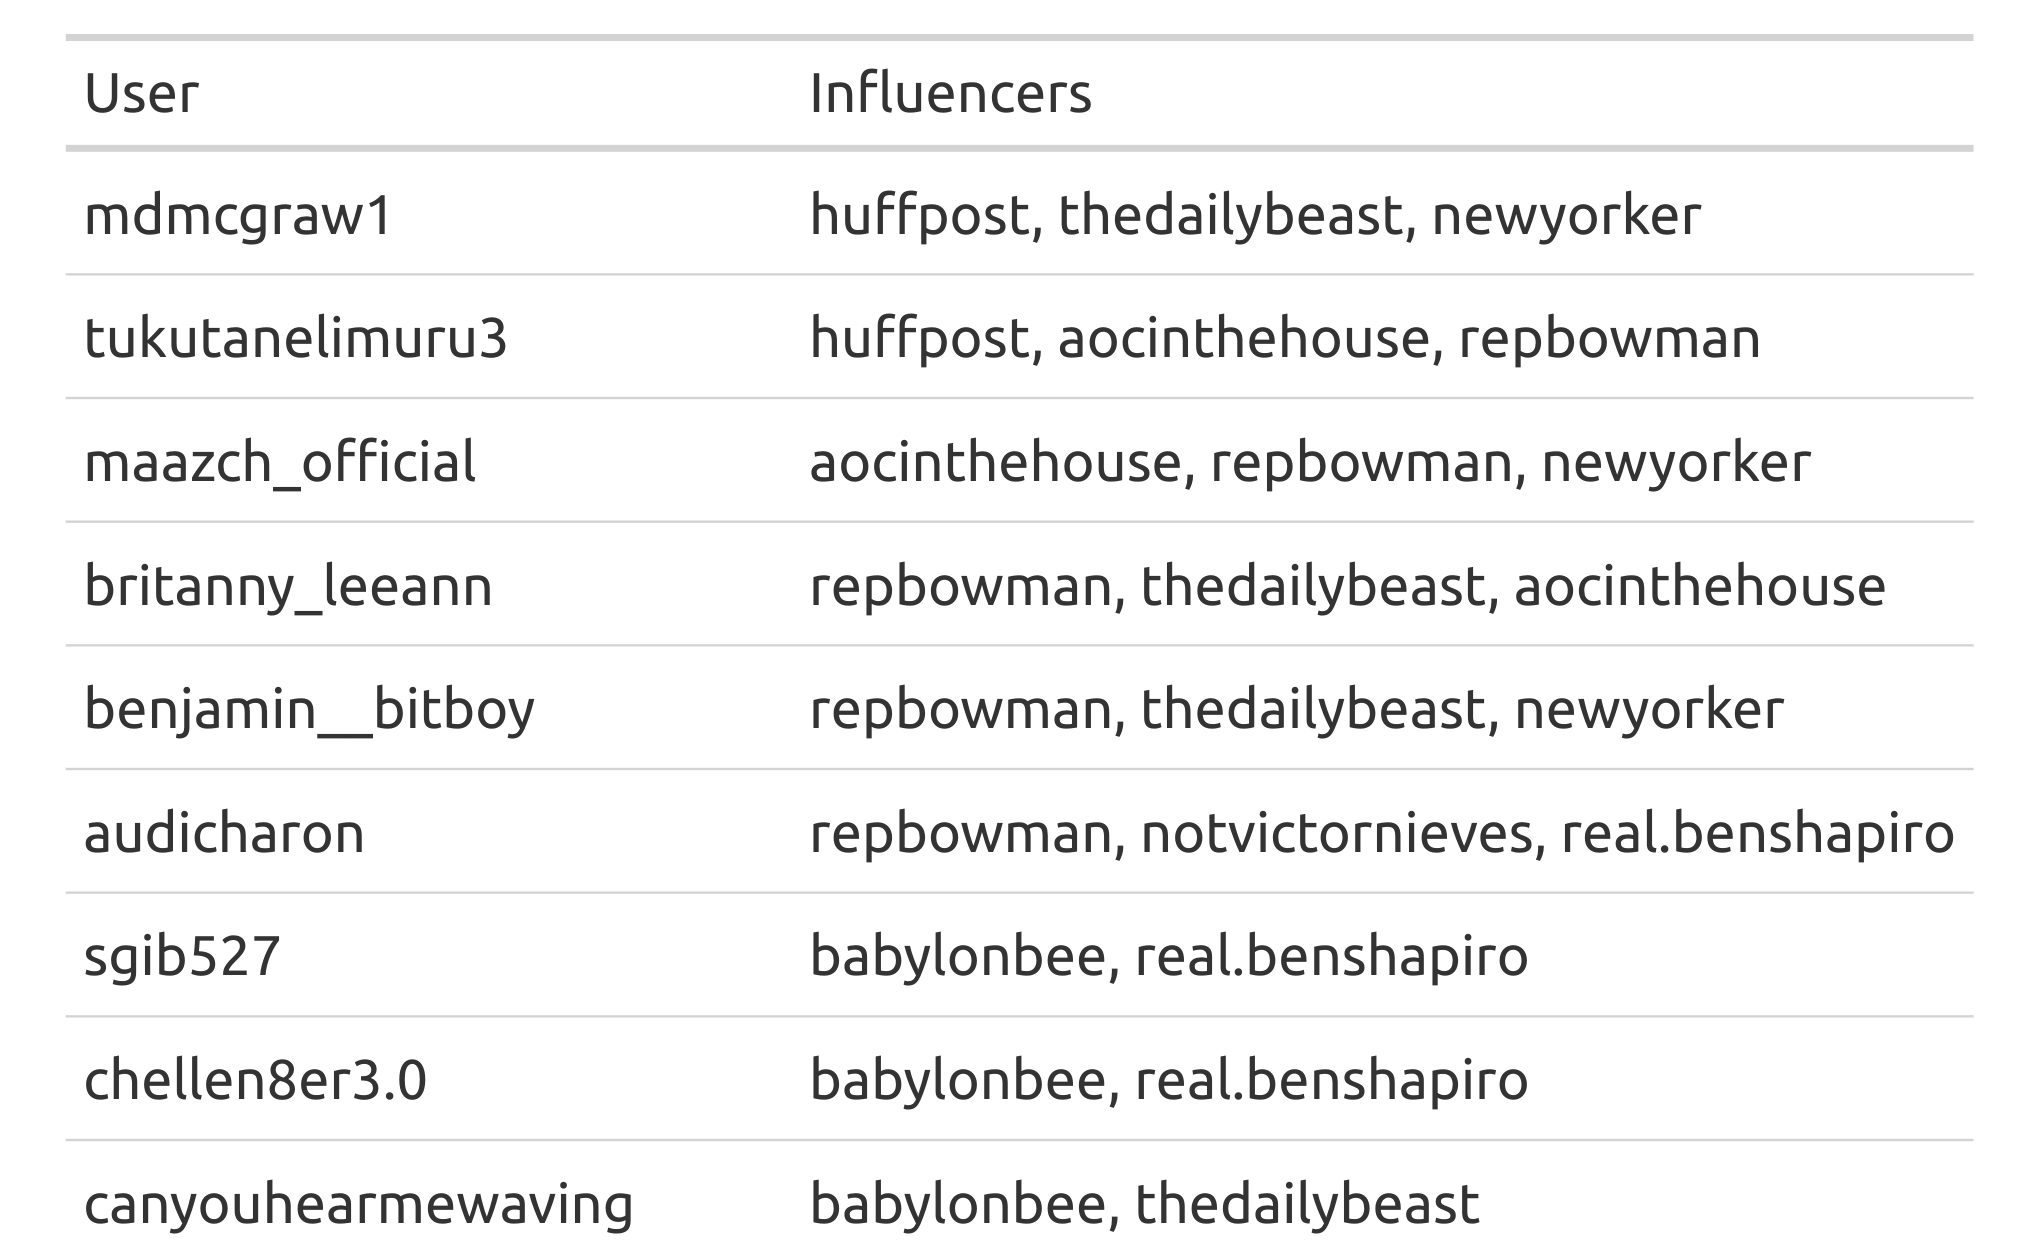 User Influencers
mdmcgraw1 huffpost, thedailybeast, newyorker
tukutanelimuru3 huffpost, aocinthehouse, repbowman
maazch_official aocinthehouse, repbowman, newyorker
britanny_leeann repbowman, thedailybeast, aocinthehouse
benjamin__bitboy repbowman, thedailybeast, newyorker
audicharon repbowman, notvictornieves, real.benshapiro
sgib527 babylonbee, real.benshapiro
chellen8er3.0 babylonbee, real.benshapiro
canyouhearmewaving babylonbee, thedailybeast